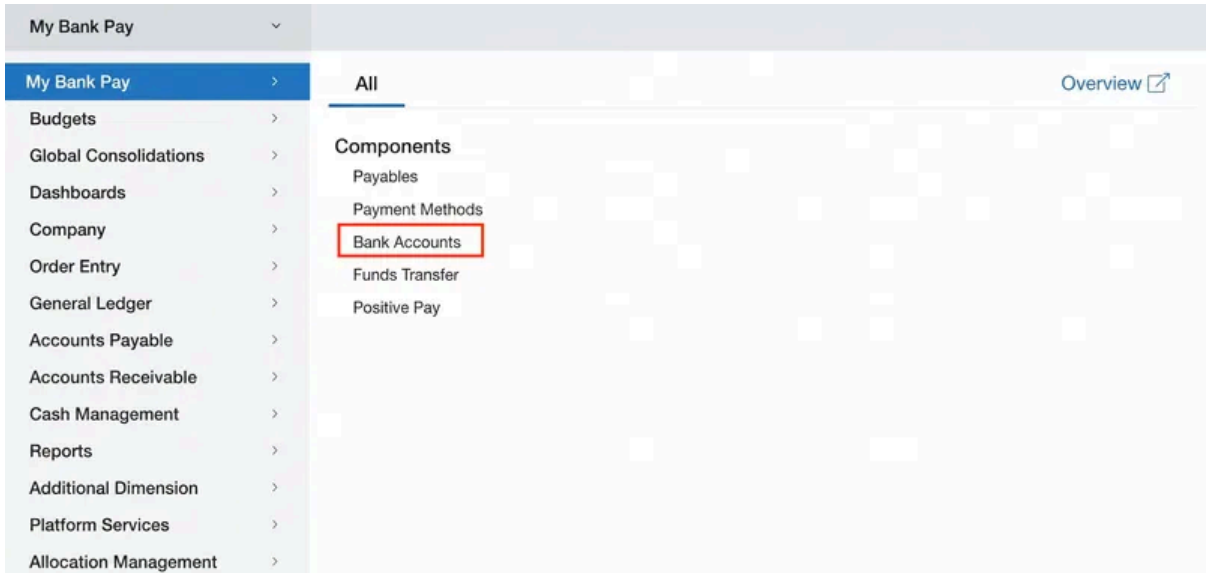 My Bank Pay
My Bank Pay
Budgets
Global Consolidations
Dashboards
Company
Order Entry
General Ledger
Accounts Payable
Accounts Receivable
Cash Management
Reports
Additional Dimension
Platform Services
Allocation Management
All
Overview
Components
Payables
Payment Methods
Bank Accounts
Funds Transfer
Positive Pay